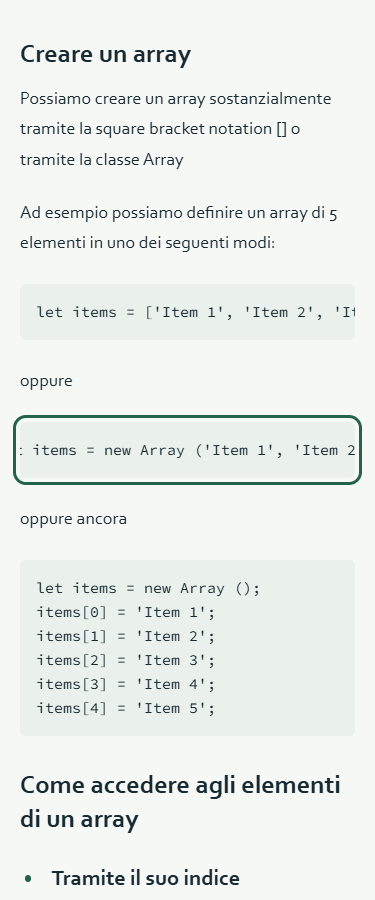 Creare un array
Possiamo creare un array sostanzialmente
tramite la square bracket notation [] o
tramite la classe Array
Ad esempio possiamo definire un array di 5
elementi in uno dei seguenti modi:
let items = ['Item 1', 'Item 2', 'It
oppure
items = new Array ('Item 1', 'Item 2
oppure ancora
let items = new Array ();
items[0] = 'Item 1';
items[1] = 'Item 2';
items[2] = 'Item 3';
items[3] = 'Item 4';
items[4] = 'Item 5';
Come accedere agli elementi
di un array
• Tramite il suo indice